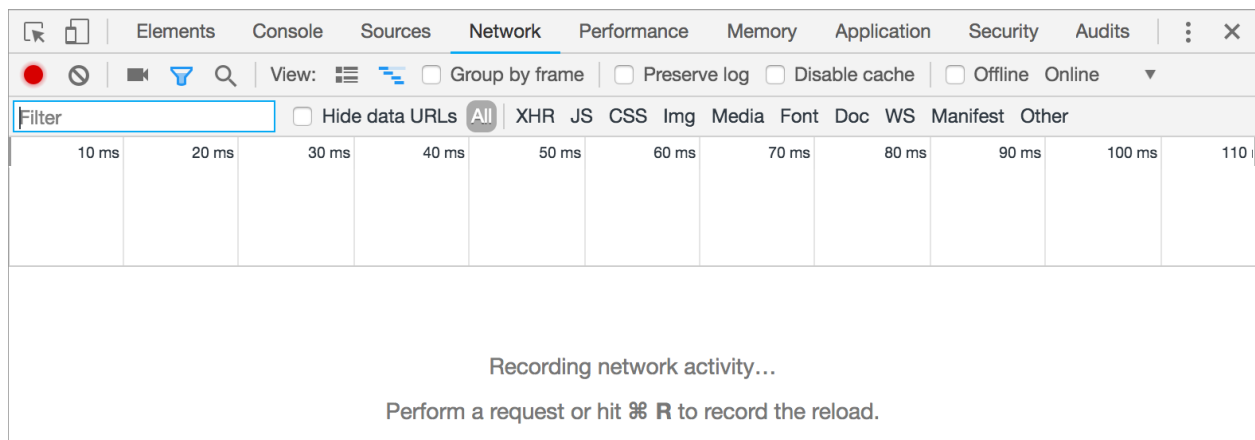 Elements Console Sources Network Performance Memory Application Security Audits
View: Group by frame Preserve log Disable cache Offline Online
Filter Hide data URLs All XHR JS CSS Img Media Font Doc WS Manifest Other
10 ms 20 ms 30 ms 40 ms 50 ms 60 ms 70 ms 80 ms 90 ms 100 ms 110
Recording network activity…
Perform a request or hit ⌘ R to record the reload.